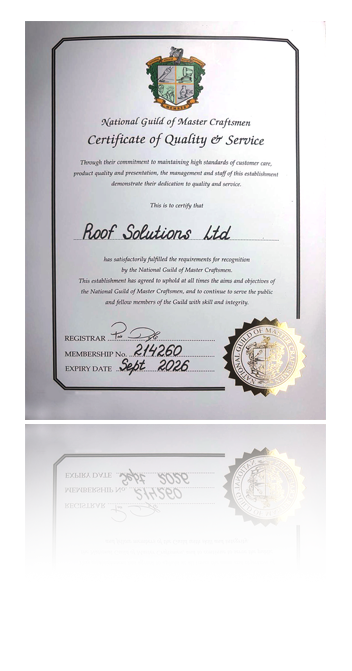 National Guild of Master Craftsmen
Certificate of Quality & Service
Through their commitment to maintaining high standards of customer care,
product quality and presentation, the management and staff of this establishment
demonstrate their dedication to quality and service.
This is to certify that
Roof Solutions Ltd
has satisfactorily fulfilled the requirements for recognition
by the National Guild of Master Craftsmen.
This establishment has agreed to uphold at all times the aims and objectives of
the National Guild of Master Craftsmen, and to continue to serve the public
and fellow members of the Guild with skill and integrity.
REGISTRAR
MEMBERSHIP No. 214260
EXPIRY DATE Sept 2026
NATIONAL GUILD OF MASTER CRAFTSMEN